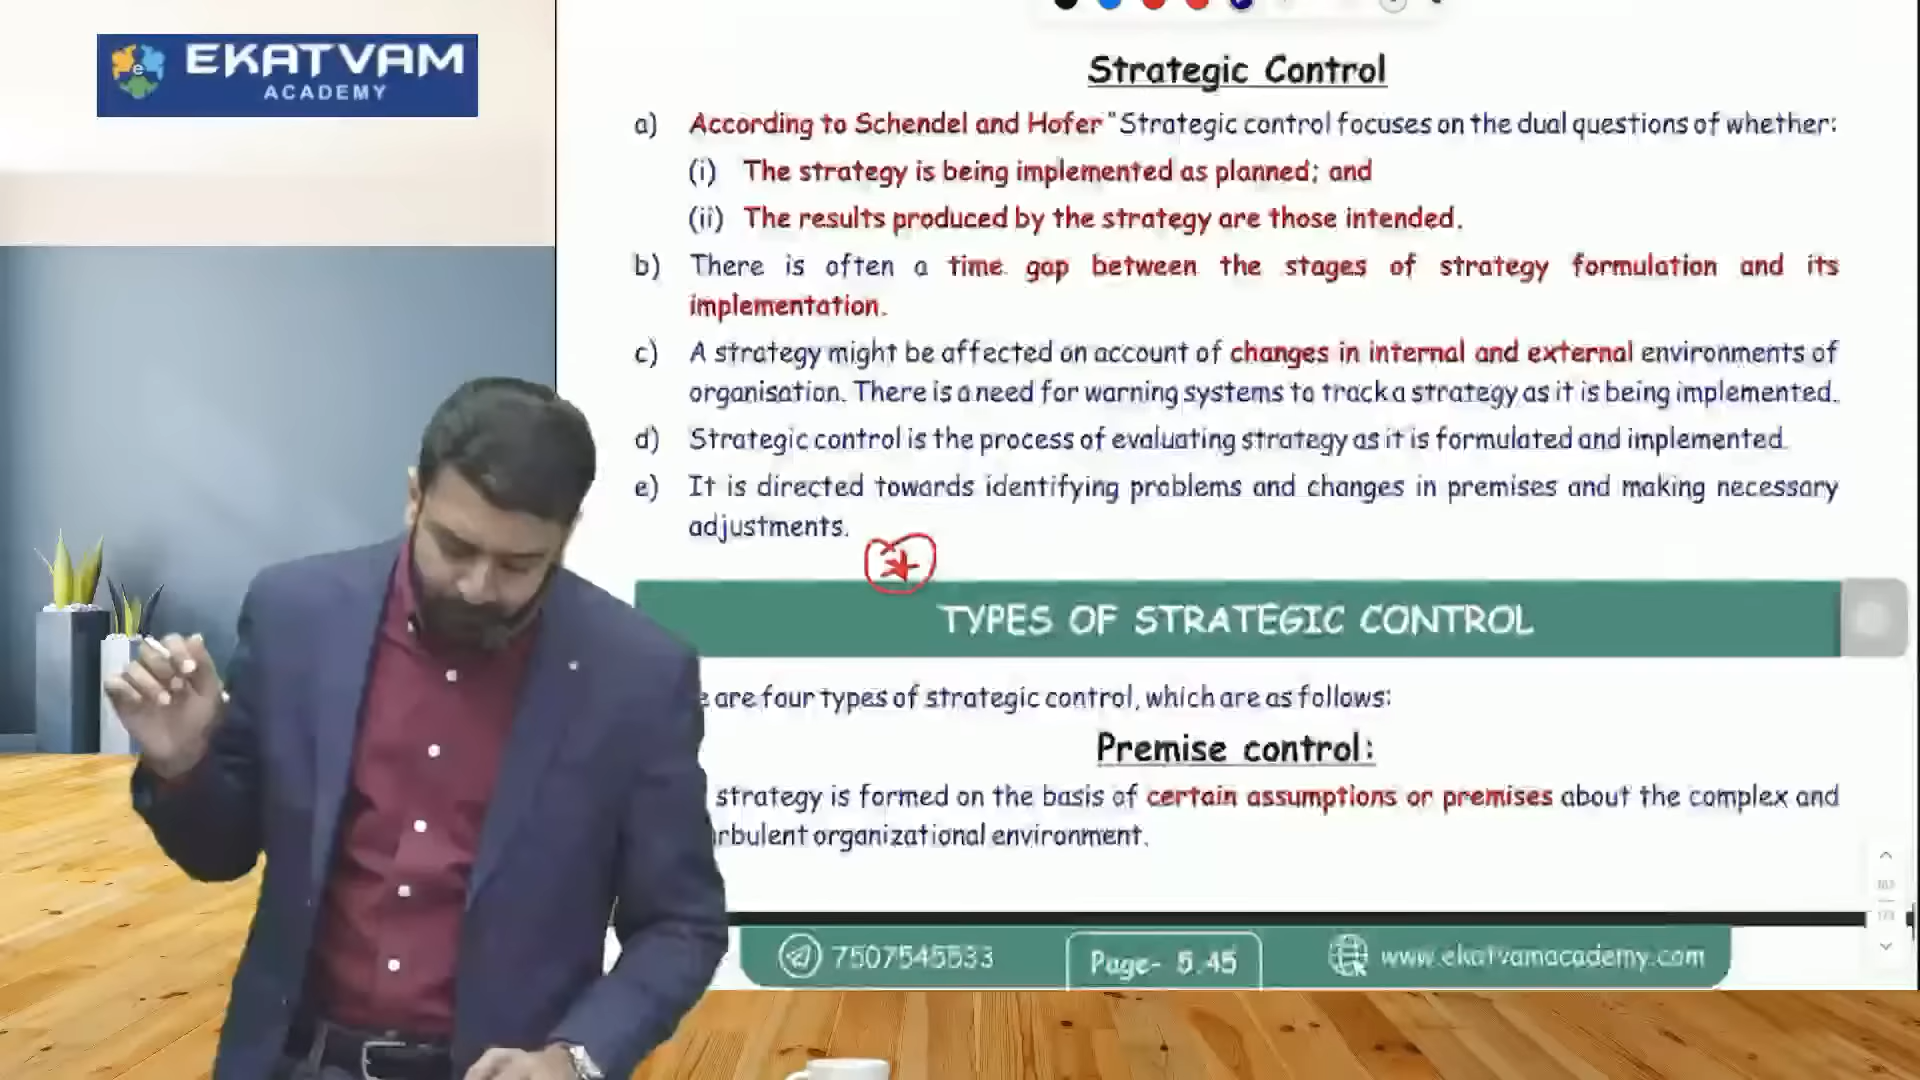 EKATVAM
ACADEMY
Strategic Control
a) According to Schendel and Hofer "Strategic control focuses on the dual questions of whether:
(i) The strategy is being implemented as planned; and
(ii) The results produced by the strategy are those intended.
b) There is often a time gap between the stages of strategy formulation and its
implementation.
c) A strategy might be affected on account of changes in internal and external environments of
organisation. There is a need for warning systems to track a strategy as it is being implemented.
d) Strategic control is the process of evaluating strategy as it is formulated and implemented.
e) It is directed towards identifying problems and changes in premises and making necessary
adjustments.
TYPES OF STRATEGIC CONTROL
are four types of strategic control, which are as follows:
Premise control:
strategy is formed on the basis of certain assumptions or premises about the complex and
rbulent organizational environment.
7507545533
Page- 5.45
www.ekatvamacademy.com